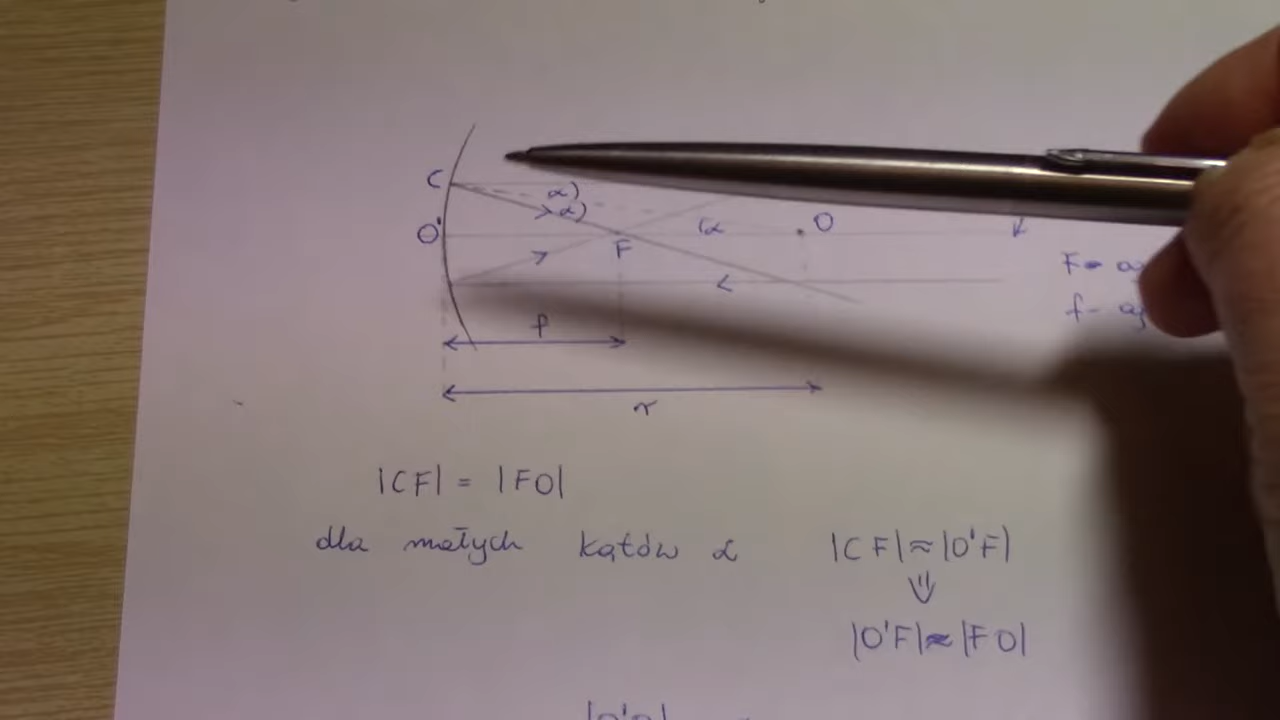 C
α)
α)
O'
F
(α
O
F-
f-
f
r
|CF| = |FO|
dla małych kątów α |CF|≈|O'F|
⇓
|O'F|≈|FO|
|O'O|